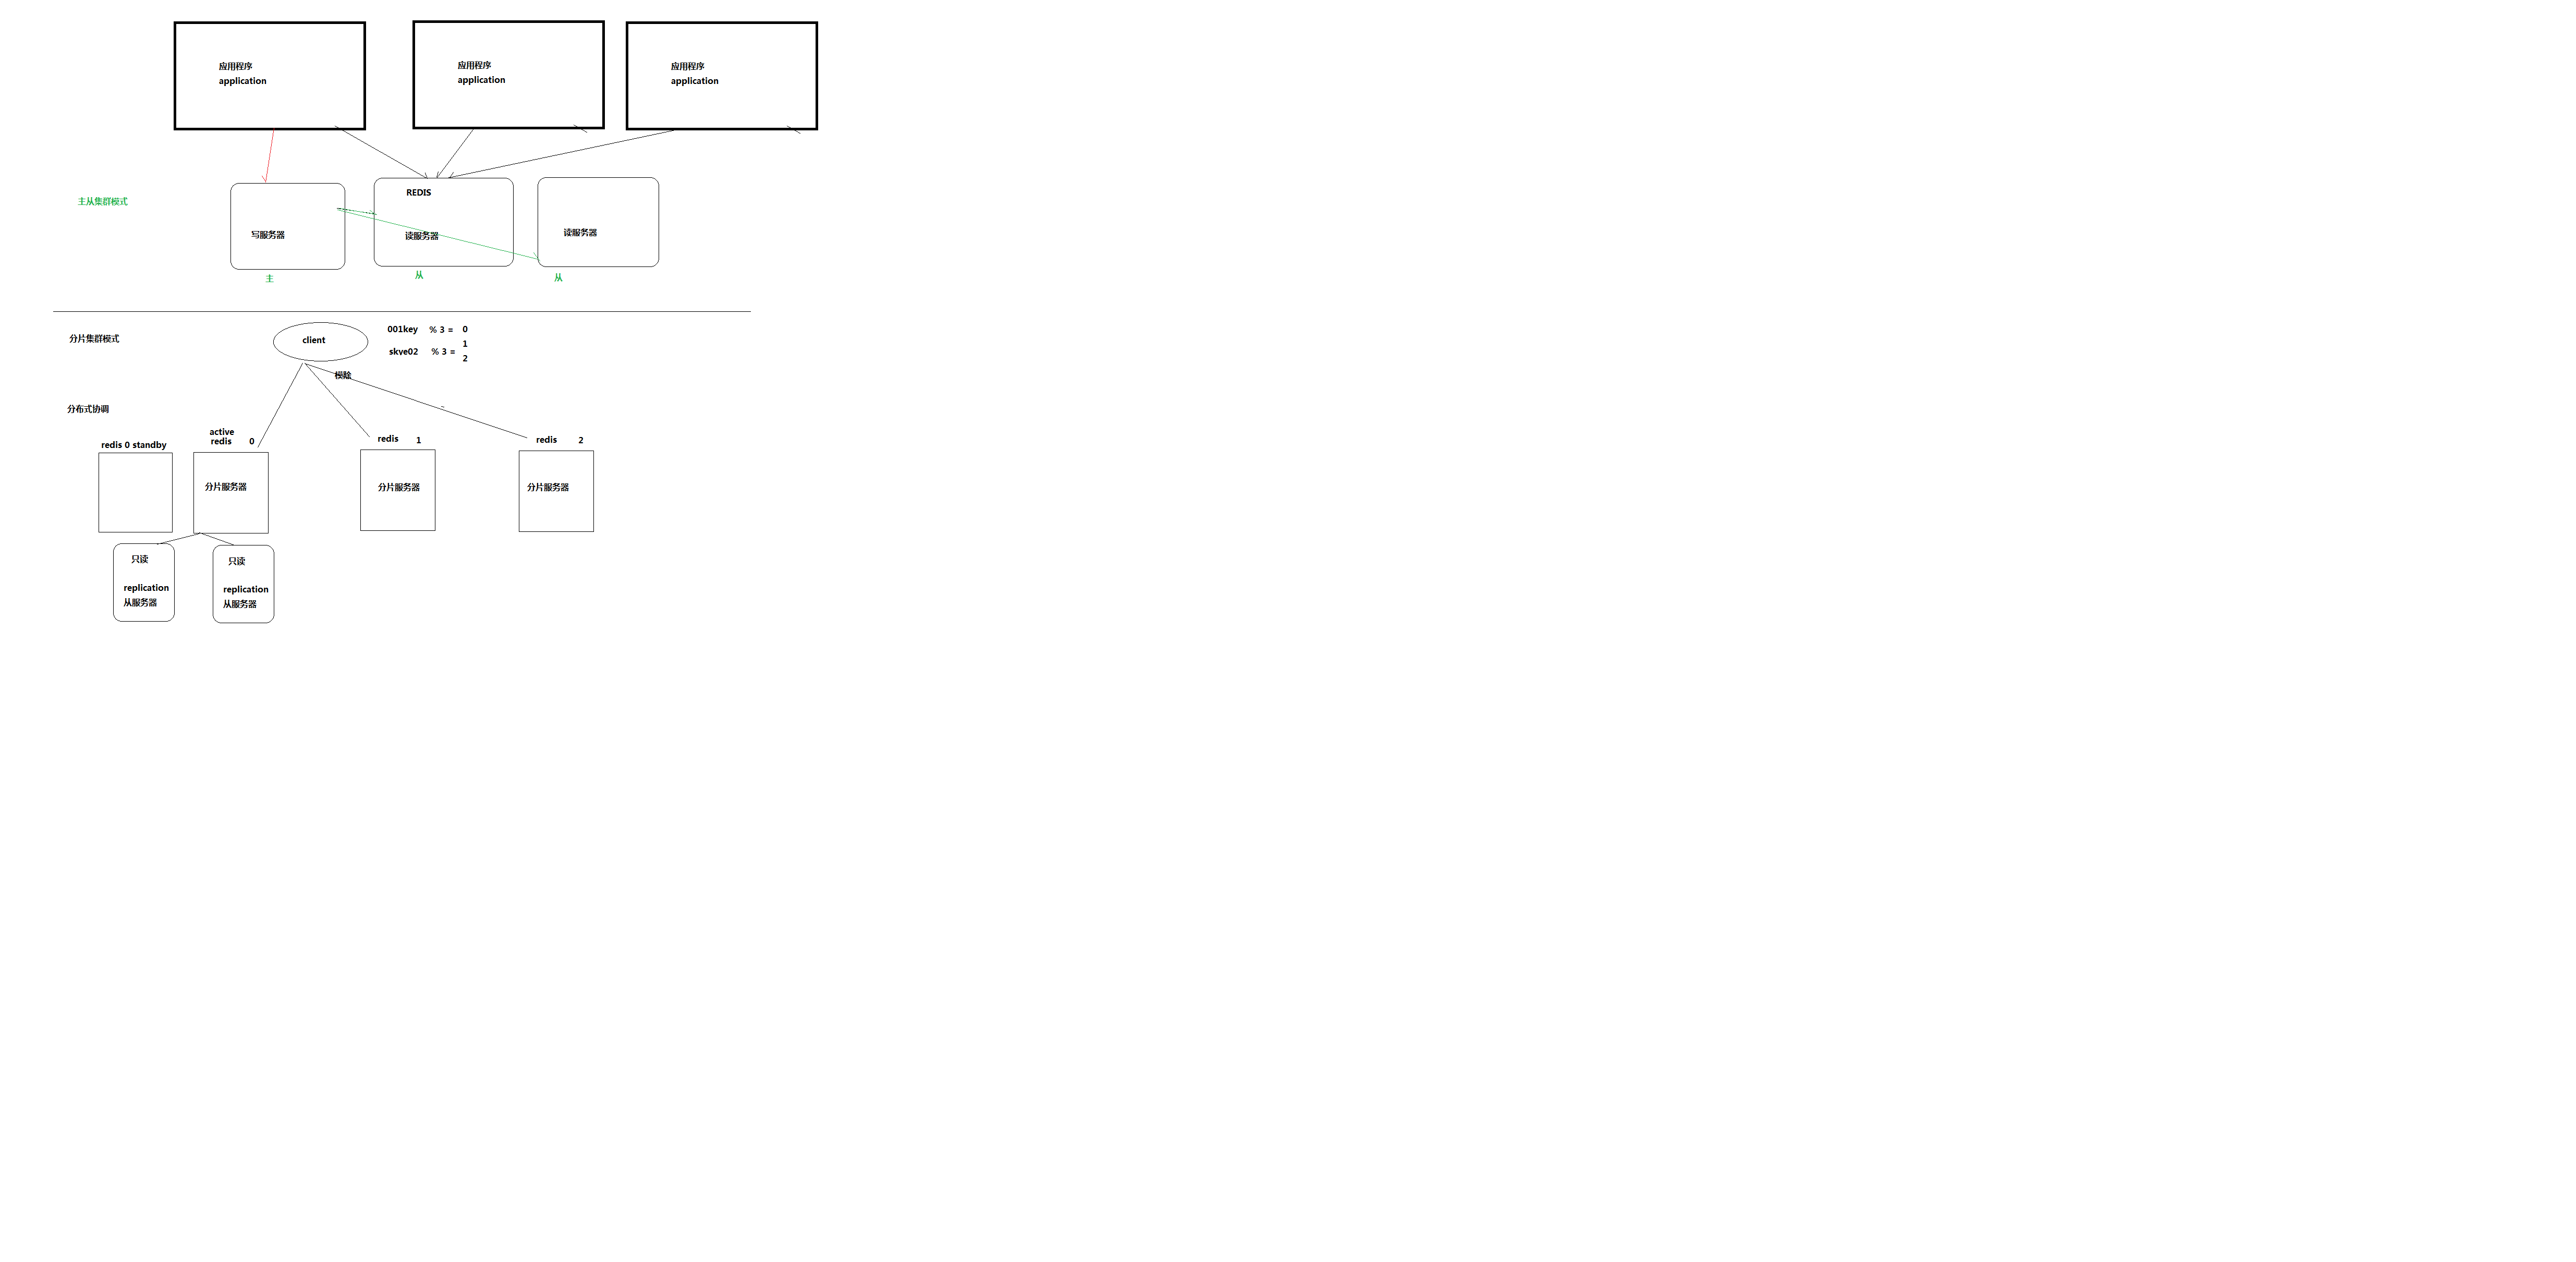 应用程序
application
应用程序
application
应用程序
application
主从集群模式
REDIS
写服务器
读服务器
读服务器
主
从
从
分片集群模式
client
001key % 3 = 0
1
skve02 % 3 =
2
模除
分布式协调
redis 0 standby
active
redis 0
redis 1
redis 2
分片服务器
分片服务器
分片服务器
只读
replication
从服务器
只读
replication
从服务器